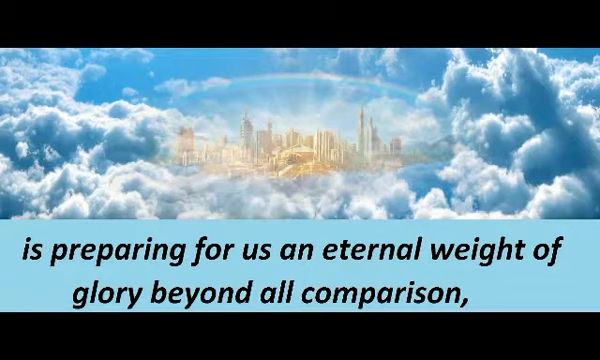 is preparing for us an eternal weight of
glory beyond all comparison,